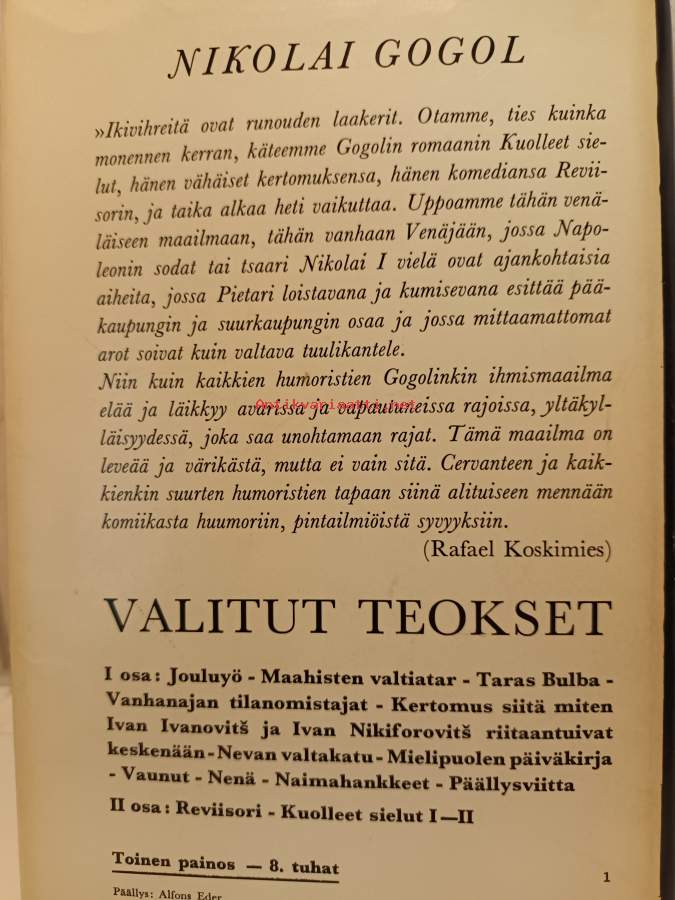 NIKOLAI GOGOL
»Ikivihreitä ovat runouden laakerit. Otamme, ties kuinka
monennen kerran, käteemme Gogolin romaanin Kuolleet sie-
lut, hänen vähäiset kertomuksensa, hänen komediansa Revii-
sorin, ja taika alkaa heti vaikuttaa. Uppoamme tähän venä-
läiseen maailmaan, tähän vanhaan Venäjään, jossa Napo-
leonin sodat tai tsaari Nikolai I vielä ovat ajankohtaisia
aiheita, jossa Pietari loistavana ja kumisevana esittää pää-
kaupungin ja suurkaupungin osaa ja jossa mittaamattomat
arot soivat kuin valtava tuulikantele.
Niin kuin kaikkien humoristien Gogolinkin ihmismaailma
elää ja läikkyy avarissa ja vapautuneissa rajoissa, yltäkyl-
Antikvariaatti.net
läisyydessä, joka saa unohtamaan rajat. Tämä maailma on
leveää ja värikästä, mutta ei vain sitä. Cervanteen ja kaik-
kienkin suurten humoristien tapaan siinä alituiseen mennään
komiikasta huumoriin, pintailmiöistä syvyyksiin.
(Rafael Koskimies)
VALITUT TEOKSET
I osa: Jouluyö - Maahisten valtiatar - Taras Bulba -
Vanhanajan tilanomistajat - Kertomus siitä miten
Ivan Ivanovitš ja Ivan Nikiforovitš riitaantuivat
keskenään - Nevan valtakatu - Mielipuolen päiväkirja
- Vaunut - Nenä - Naimahankkeet - Päällysviitta
II osa: Reviisori - Kuolleet sielut I—II
Toinen painos — 8. tuhat
1
Päällys: Alfons Eder